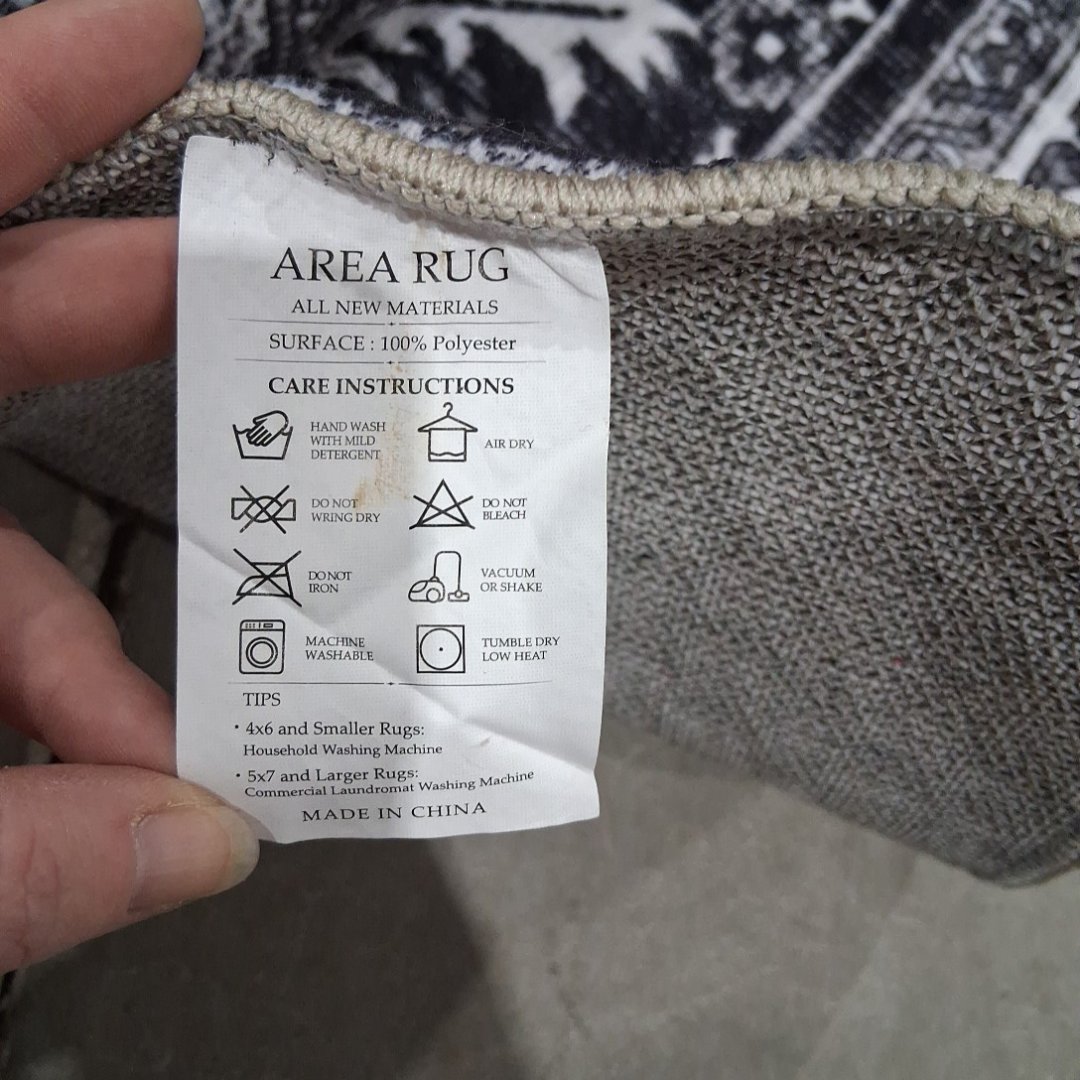 AREA RUG
ALL NEW MATERIALS
SURFACE : 100% Polyester
CARE INSTRUCTIONS
HAND WASH
WITH MILD
DETERGENT
AIR DRY
DO NOT
WRING DRY
DO NOT
BLEACH
DO NOT
IRON
VACUUM
OR SHAKE
MACHINE
WASHABLE
TUMBLE DRY
LOW HEAT
TIPS
• 4x6 and Smaller Rugs:
Household Washing Machine
• 5x7 and Larger Rugs:
Commercial Laundromat Washing Machine
MADE IN CHINA